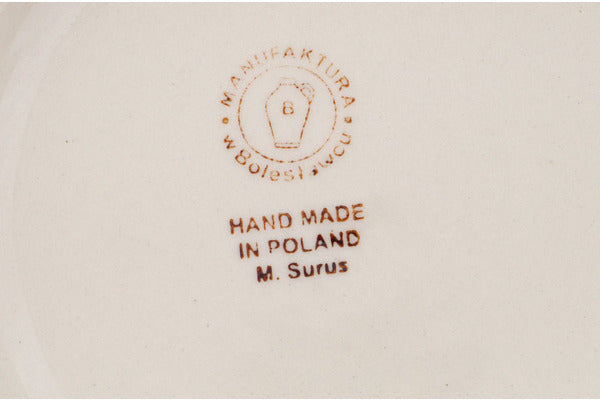 MANUFAKTURA
w Bolesławcu
B
HAND MADE
IN POLAND
M. Surus